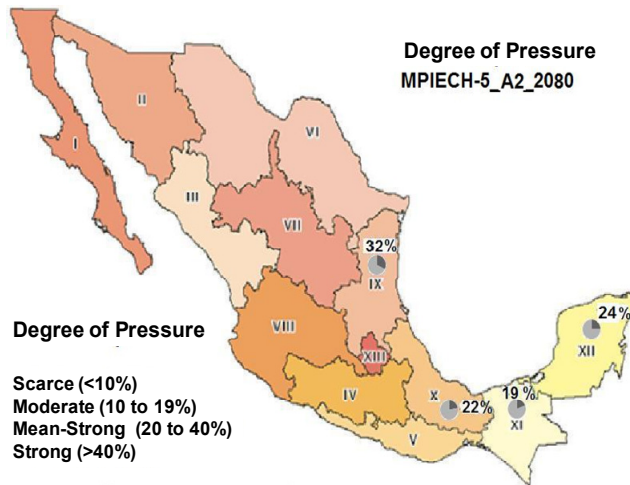 Degree of Pressure
MPIECH-5_A2_2080
II
VI
I
III
VII
32%
IX
24%
XII
VIII
XIII
19%
XI
IV
X
22%
V
Degree of Pressure
Scarce (<10%)
Moderate (10 to 19%)
Mean-Strong (20 to 40%)
Strong (>40%)